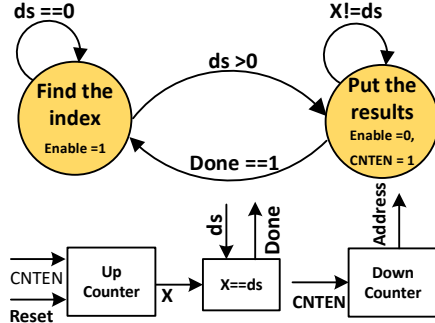 ds ==0
X!=ds
ds >0
Find the
index
Enable =1
Put the
results
Enable =0,
CNTEN = 1
Done ==1
ds
Done
Address
CNTEN
Reset
Up
Counter
X
X==ds
CNTEN
Down
Counter